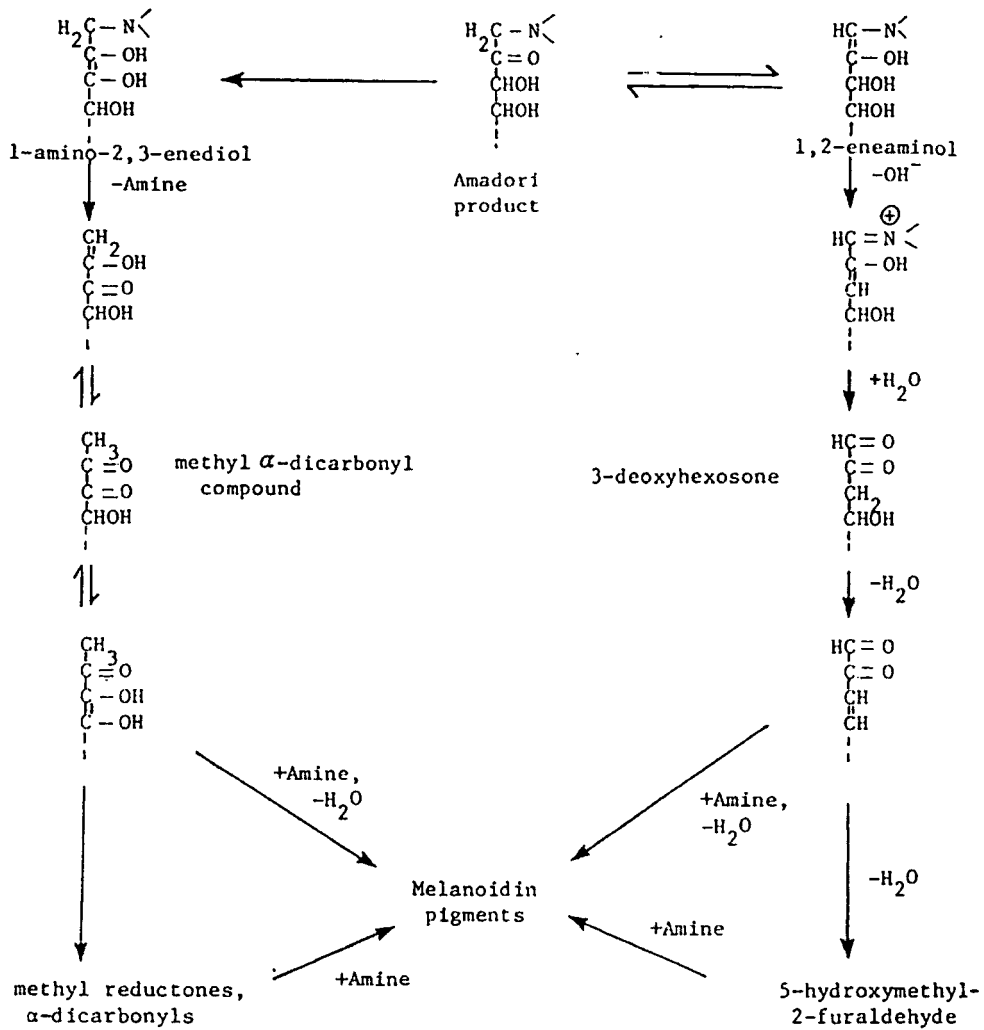 H2C – N
C – OH
C – OH
CHOH
1-amino-2,3-enediol
-Amine
CH2
C – OH
C = O
CHOH
CH3
C = O
C = O
CHOH
methyl α-dicarbonyl
compound
CH3
C = O
C – OH
C – OH
+Amine,
-H2O
methyl reductones,
α-dicarbonyls
+Amine
H2C – N
C = O
CHOH
CHOH
Amadori
product
Melanoidin
pigments
HC – N
C – OH
CHOH
CHOH
1,2-eneaminol
-OH⁻
⊕
HC = N
C – OH
CH
CHOH
+H2O
3-deoxyhexosone
HC = O
C = O
CH2
CHOH
-H2O
HC = O
C = O
CH
CH
+Amine,
-H2O
-H2O
+Amine
5-hydroxymethyl-
2-furaldehyde